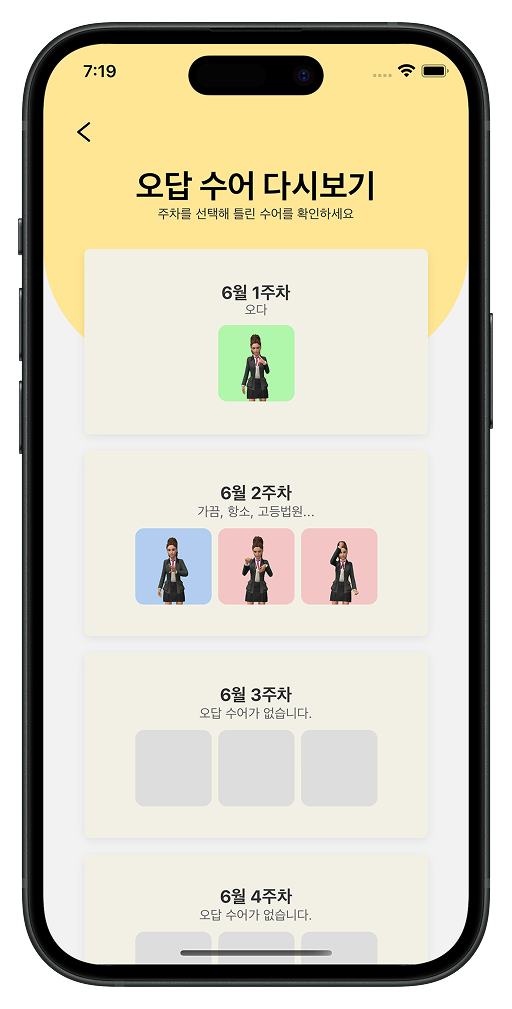 7:19
오답 수어 다시보기
주차를 선택해 틀린 수어를 확인하세요
6월 1주차
오다
6월 2주차
가끔, 항소, 고등법원...
6월 3주차
오답 수어가 없습니다.
6월 4주차
오답 수어가 없습니다.